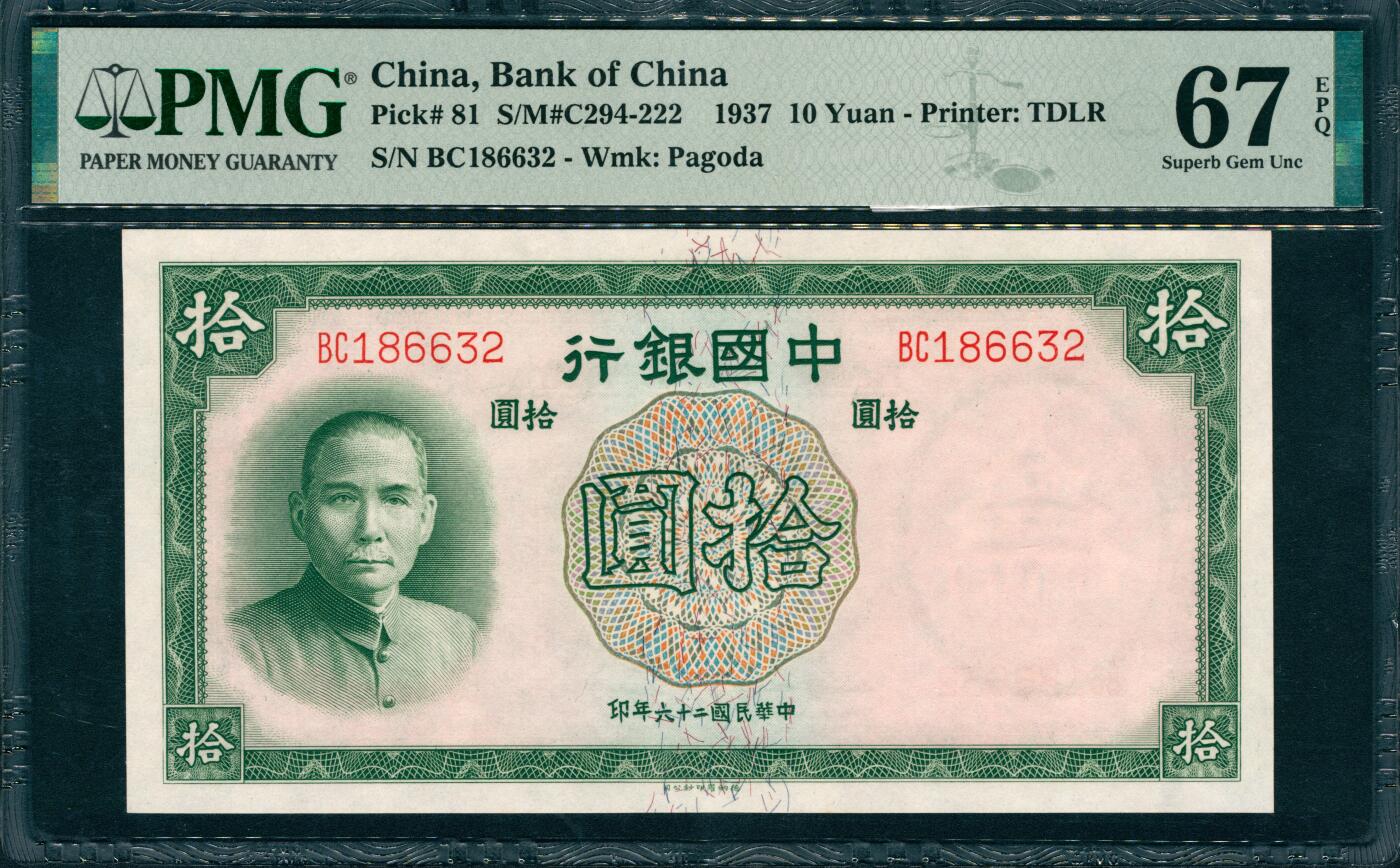 PMG®
PAPER MONEY GUARANTY
China, Bank of China
Pick# 81 S/M#C294-222 1937 10 Yuan - Printer: TDLR
S/N BC186632 - Wmk: Pagoda
67
EPQ
Superb Gem Unc
拾
拾
BC186632
中國銀行
BC186632
拾圓
拾圓
拾圓
中華民國二十六年印
拾
拾